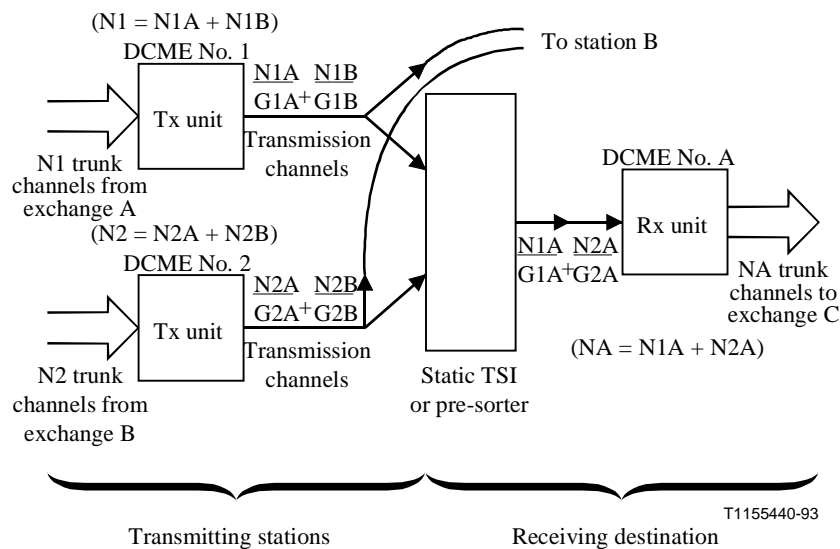 (N1 = N1A + N1B)
DCME No. 1
Tx unit
N1A N1B
G1A+G1B
Transmission
channels
N1 trunk
channels from
exchange A
To station B
(N2 = N2A + N2B)
DCME No. 2
Tx unit
N2A N2B
G2A+G2B
Transmission
channels
N2 trunk
channels from
exchange B
Static TSI
or pre-sorter
DCME No. A
Rx unit
N1A N2A
G1A+G2A
NA trunk
channels to
exchange C
(NA = N1A + N2A)
T1155440-93
Transmitting stations
Receiving destination